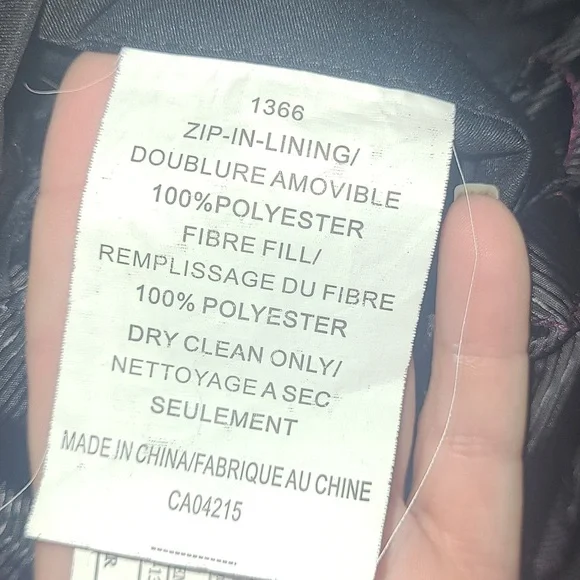 1366
ZIP-IN-LINING/
DOUBLURE AMOVIBLE
100%POLYESTER
FIBRE FILL/
REMPLISSAGE DU FIBRE
100% POLYESTER
DRY CLEAN ONLY/
NETTOYAGE A SEC
SEULEMENT
MADE IN CHINA/FABRIQUE AU CHINE
CA04215